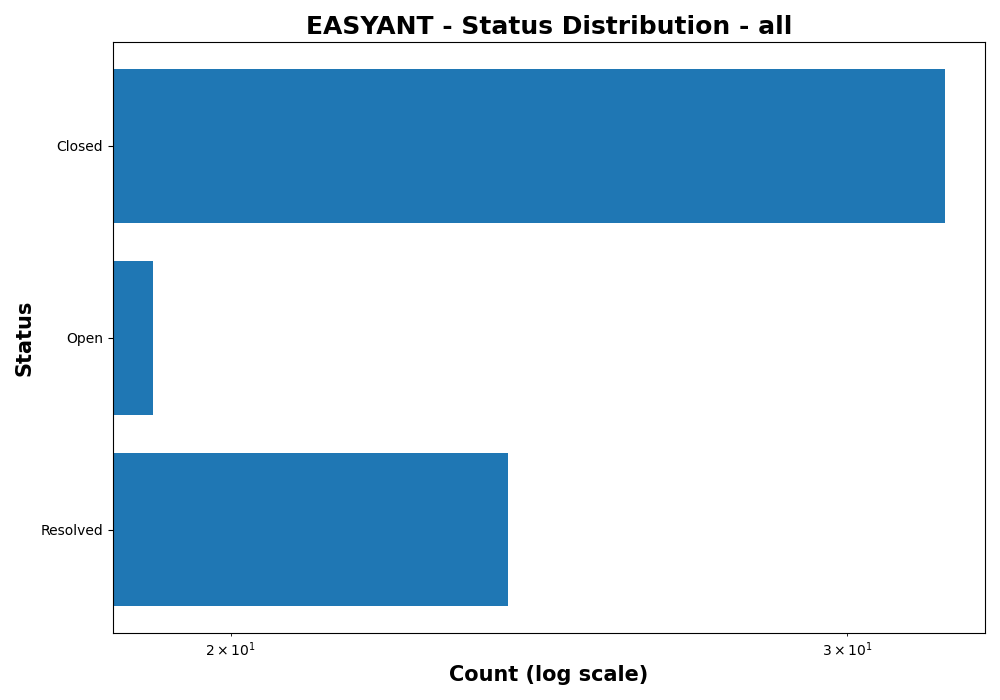 EASYANT - Status Distribution - all
Closed
Open
Resolved
Status
2 × 10¹
3 × 10¹
Count (log scale)